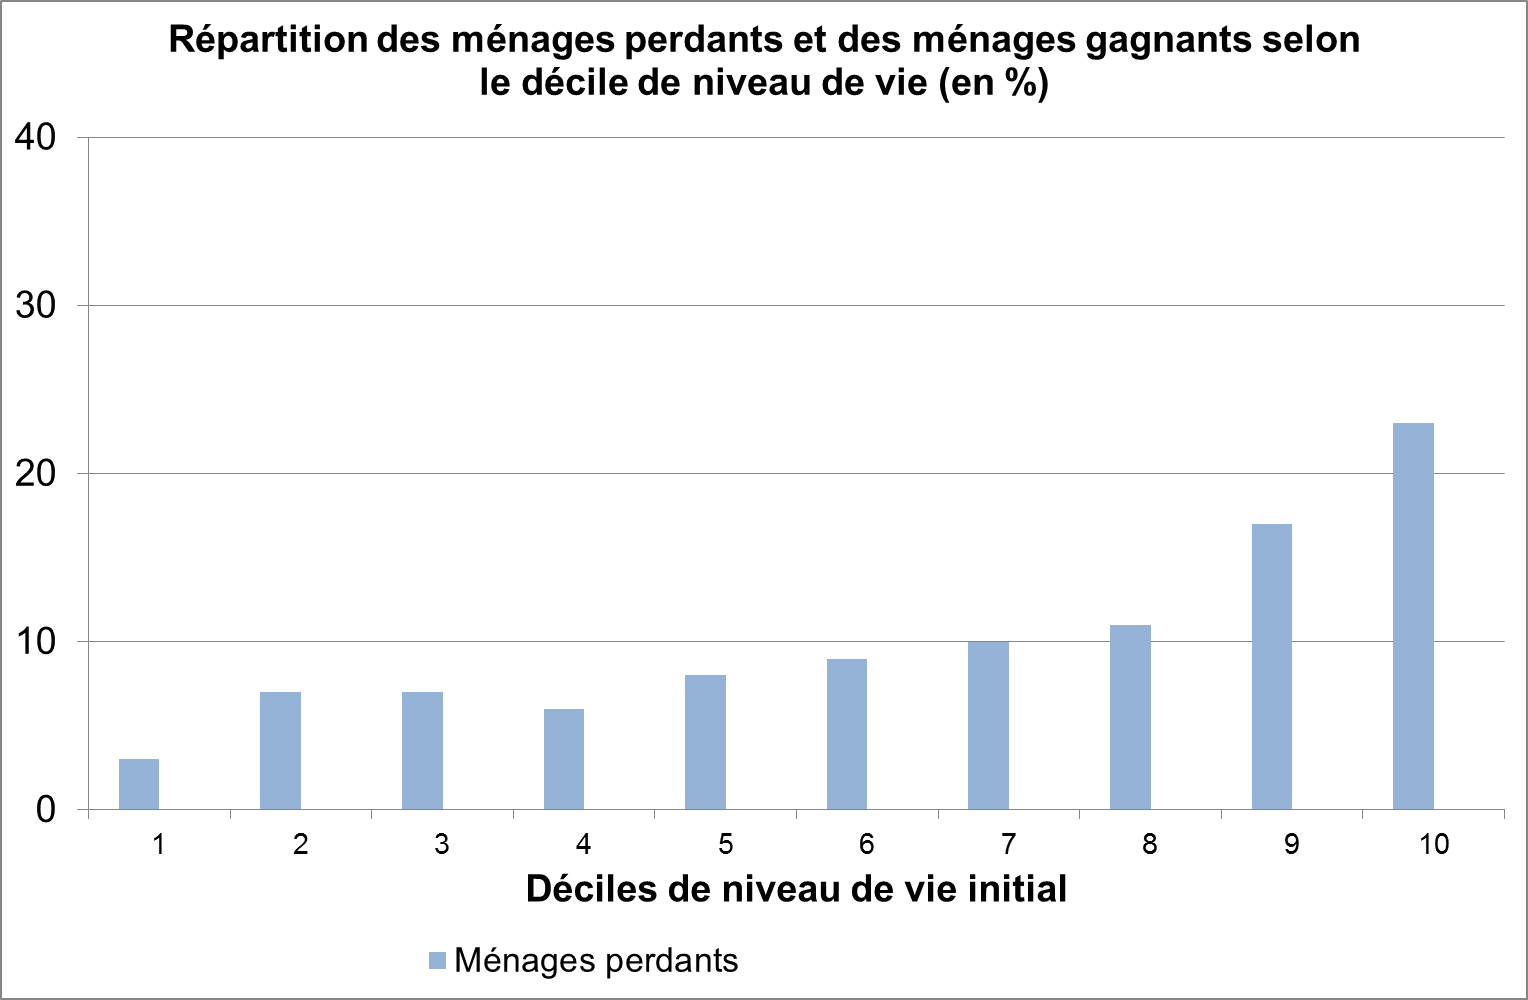 Répartition des ménages perdants et des ménages gagnants selon
le décile de niveau de vie (en %)
40
30
20
10
0
1 2 3 4 5 6 7 8 9 10
Déciles de niveau de vie initial
Ménages perdants